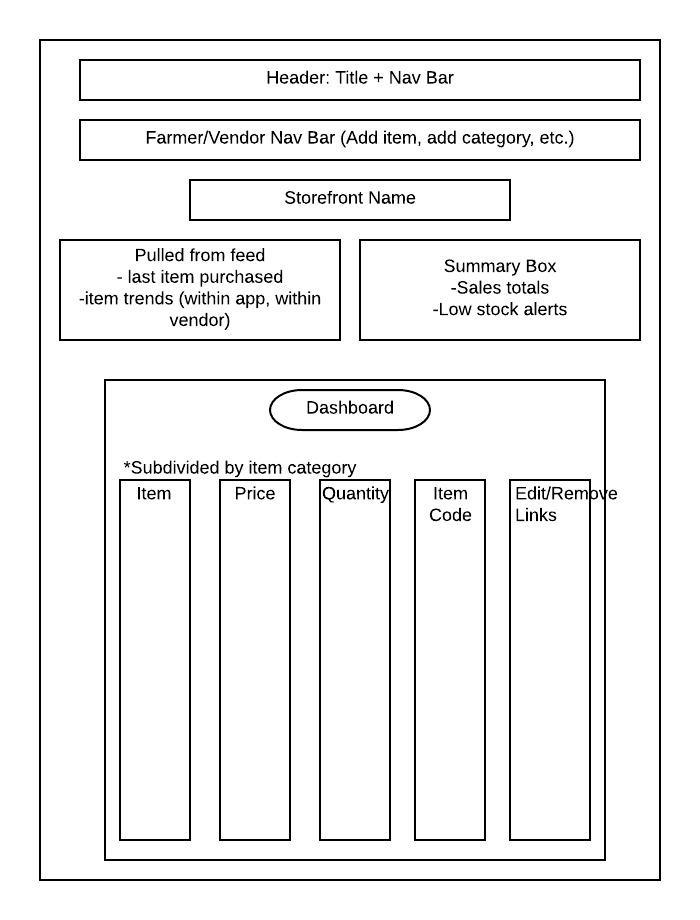 Header: Title + Nav Bar
Farmer/Vendor Nav Bar (Add item, add category, etc.)
Storefront Name
Pulled from feed
- last item purchased
-item trends (within app, within
vendor)
Summary Box
-Sales totals
-Low stock alerts
Dashboard
*Subdivided by item category
Item
Price
Quantity
Item
Code
Edit/Remove
Links